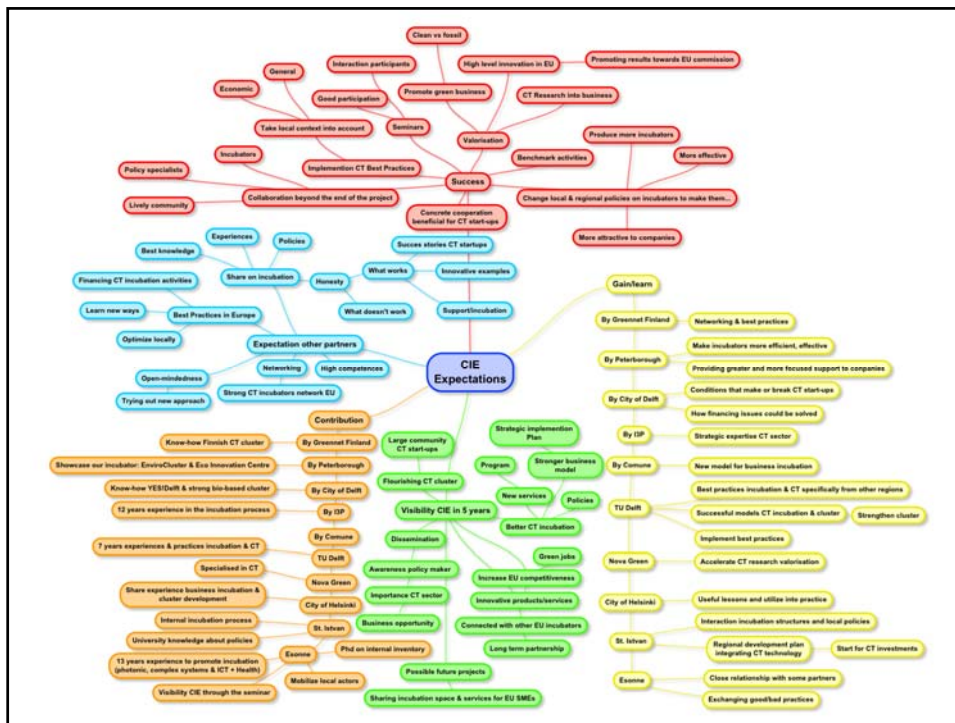 Clean vs fossil
Interaction participants
High level innovation in EU
Promoting results towards EU commission
General
Economic
Good participation
Promote green business
CT Research into business
Take local context into account
Seminars
Valorisation
Produce more incubators
Incubators
Implemention CT Best Practices
Benchmark activities
More effective
Policy specialists
Success
Lively community
Collaboration beyond the end of the project
Change local & regional policies on incubators to make them...
Concrete cooperation
beneficial for CT start-ups
More attractive to companies
Experiences
Policies
Best knowledge
Share on incubation
Honesty
What works
Succes stories CT startups
Innovative examples
Financing CT incubation activities
Learn new ways
Best Practices in Europe
What doesn't work
Support/incubation
Optimize locally
Expectation other partners
Networking
High competences
Open-mindedness
Trying out new approach
Strong CT incubators network EU
CIE
Expectations
Gain/learn
By Greennet Finland
Networking & best practices
By Peterborough
Make incubators more efficient, effective
Providing greater and more focused support to companies
By City of Delft
Conditions that make or break CT start-ups
How financing issues could be solved
By I3P
Strategic expertise CT sector
By Comune
New model for business incubation
TU Delft
Best practices incubation & CT specifically from other regions
Successful models CT incubation & cluster
Strengthen cluster
Implement best practices
Nova Green
Accelerate CT research valorisation
City of Helsinki
Useful lessons and utilize into practice
St. Istvan
Interaction incubation structures and local policies
Regional development plan
integrating CT technology
Start for CT investments
Exonne
Close relationship with some partners
Exchanging good/bad practices
Contribution
Know-how Finnish CT cluster
By Greennet Finland
Showcase our incubator: EnviroCluster & Eco Innovation Centre
By Peterborough
Know-how YES!Delft & strong bio-based cluster
By City of Delft
12 years experience in the incubation process
By I3P
By Comune
7 years experiences & practices incubation & CT
TU Delft
Specialised in CT
Nova Green
Share experience business incubation &
cluster development
City of Helsinki
Internal incubation process
St. Istvan
University knowledge about policies
13 years experience to promote incubation
(photonic, complex systems & ICT + Health)
Exonne
Phd on internal inventory
Visibility CIE through the seminar
Mobilize local actors
Large community
CT start-ups
Flourishing CT cluster
Visibility CIE in 5 years
Strategic implemention
Plan
Program
Stronger business
model
New services
Policies
Better CT incubation
Dissemination
Awareness policy maker
Importance CT sector
Business opportunity
Green jobs
Increase EU competitiveness
Innovative products/services
Connected with other EU incubators
Long term partnership
Possible future projects
Sharing incubation space & services for EU SMEs